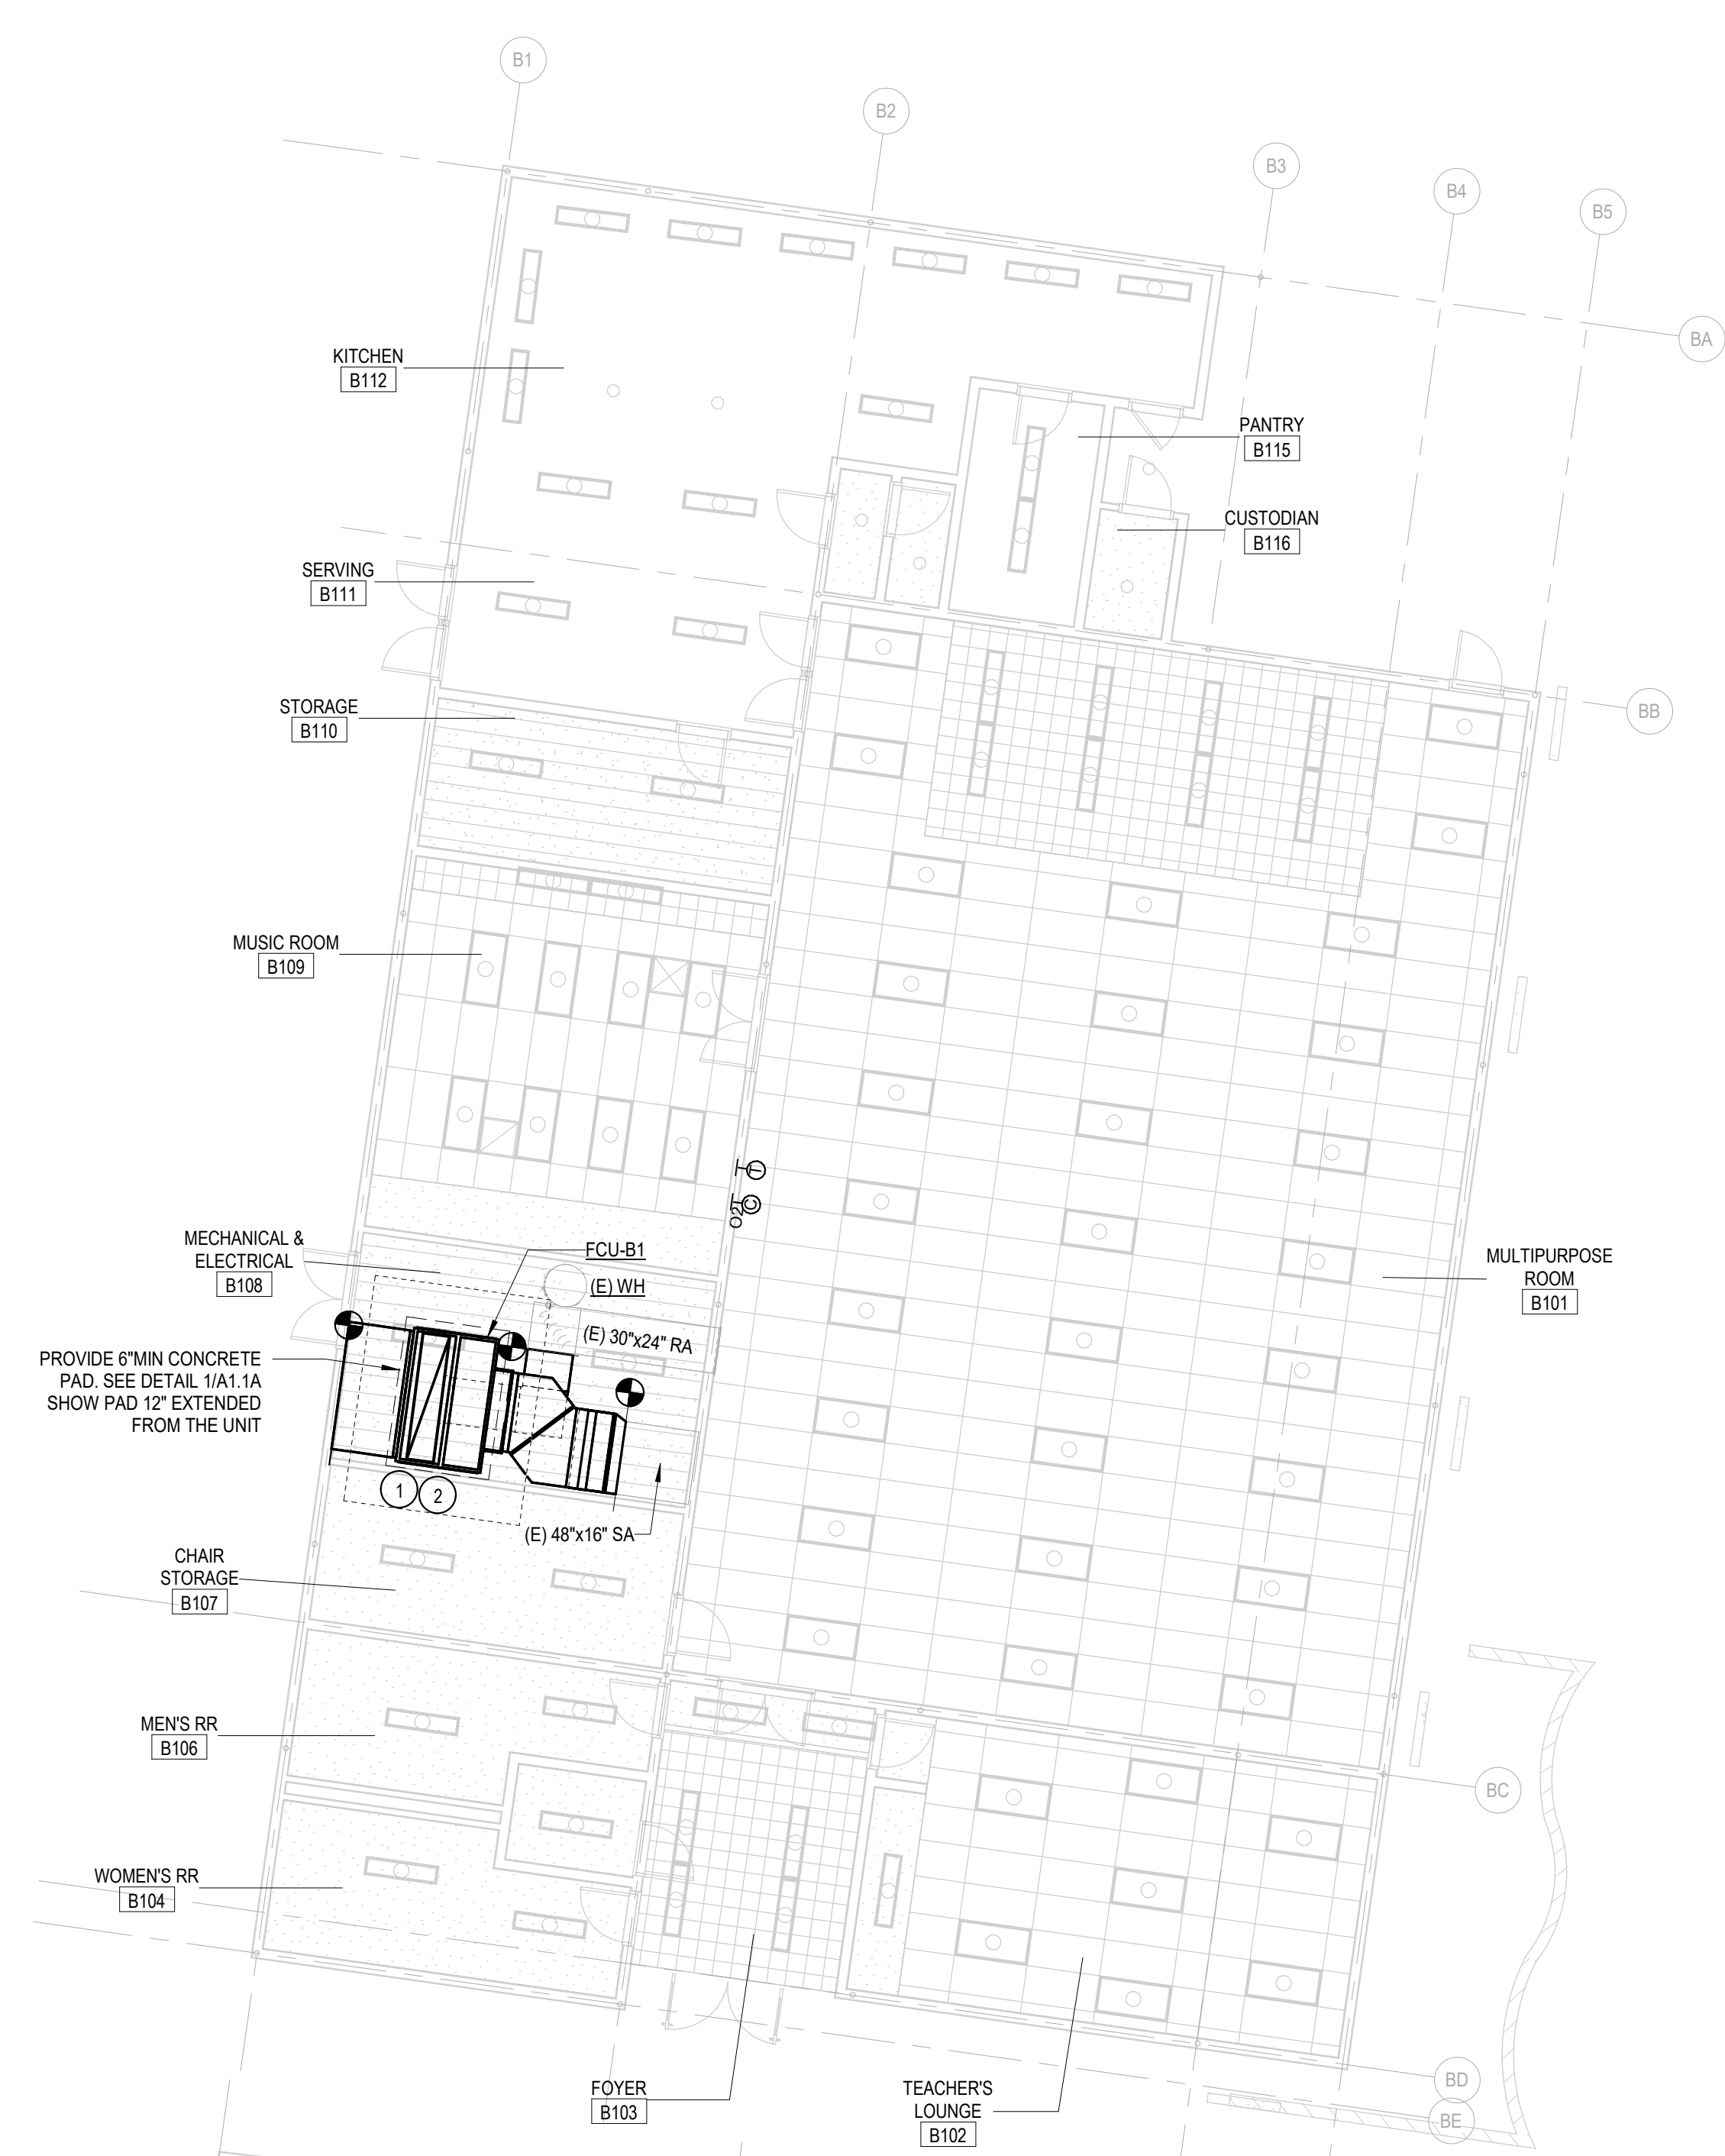 B1
B2
B3
B4
B5
BA
KITCHEN
B112
PANTRY
B115
CUSTODIAN
B116
SERVING
B111
STORAGE
B110
BB
MUSIC ROOM
B109
T
C
O2T
MECHANICAL &
ELECTRICAL
B108
FCU-B1
(E) WH
(E) 30"x24" RA
MULTIPURPOSE
ROOM
B101
PROVIDE 6"MIN CONCRETE
PAD. SEE DETAIL 1/A1.1A
SHOW PAD 12" EXTENDED
FROM THE UNIT
1
2
(E) 48"x16" SA
CHAIR
STORAGE
B107
MEN'S RR
B106
BC
WOMEN'S RR
B104
FOYER
B103
TEACHER'S
LOUNGE
B102
BD
BE